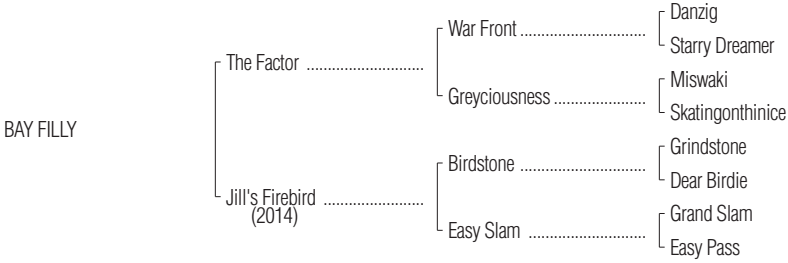 Danzig
War Front ..............................
Starry Dreamer
The Factor ............................
Miswaki
Greyciousness ......................
Skatingonthinice
BAY FILLY
Grindstone
Birdstone ..............................
Dear Birdie
Jill's Firebird ........................
(2014)
Grand Slam
Easy Slam ............................
Easy Pass